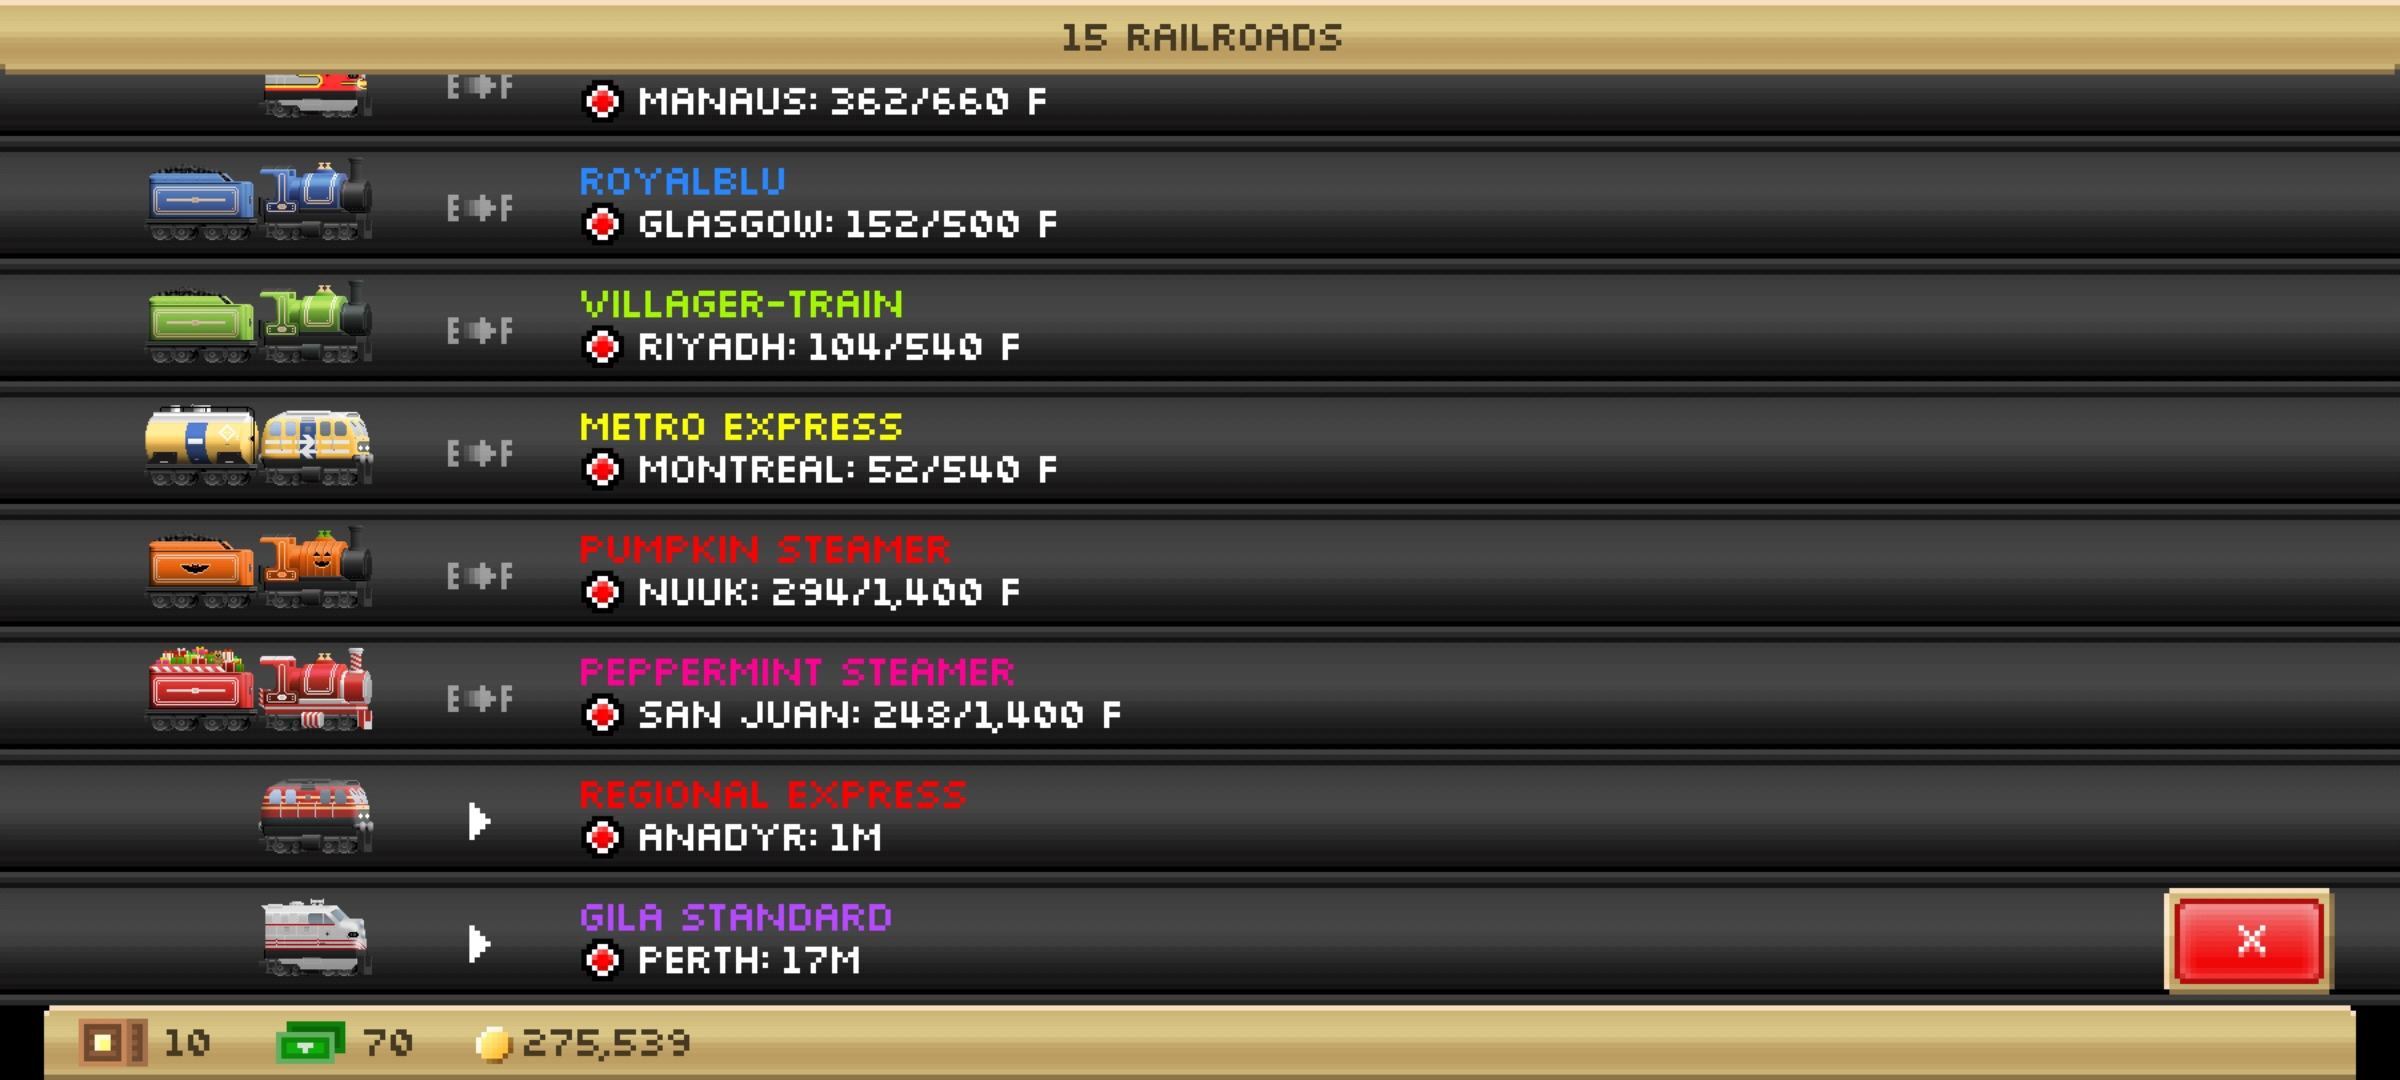 15 RAILROADS
E F
MANAUS: 362/660 F
ROYALBLU
E F
GLASGOW: 152/500 F
VILLAGER-TRAIN
E F
RIYADH: 104/540 F
METRO EXPRESS
E F
MONTREAL: 52/540 F
PUMPKIN STEAMER
E F
NUUK: 294/1,400 F
PEPPERMINT STEAMER
E F
SAN JUAN: 248/1,400 F
REGIONAL EXPRESS
ANADYR: 1M
GILA STANDARD
PERTH: 17M
X
10 70 275,539